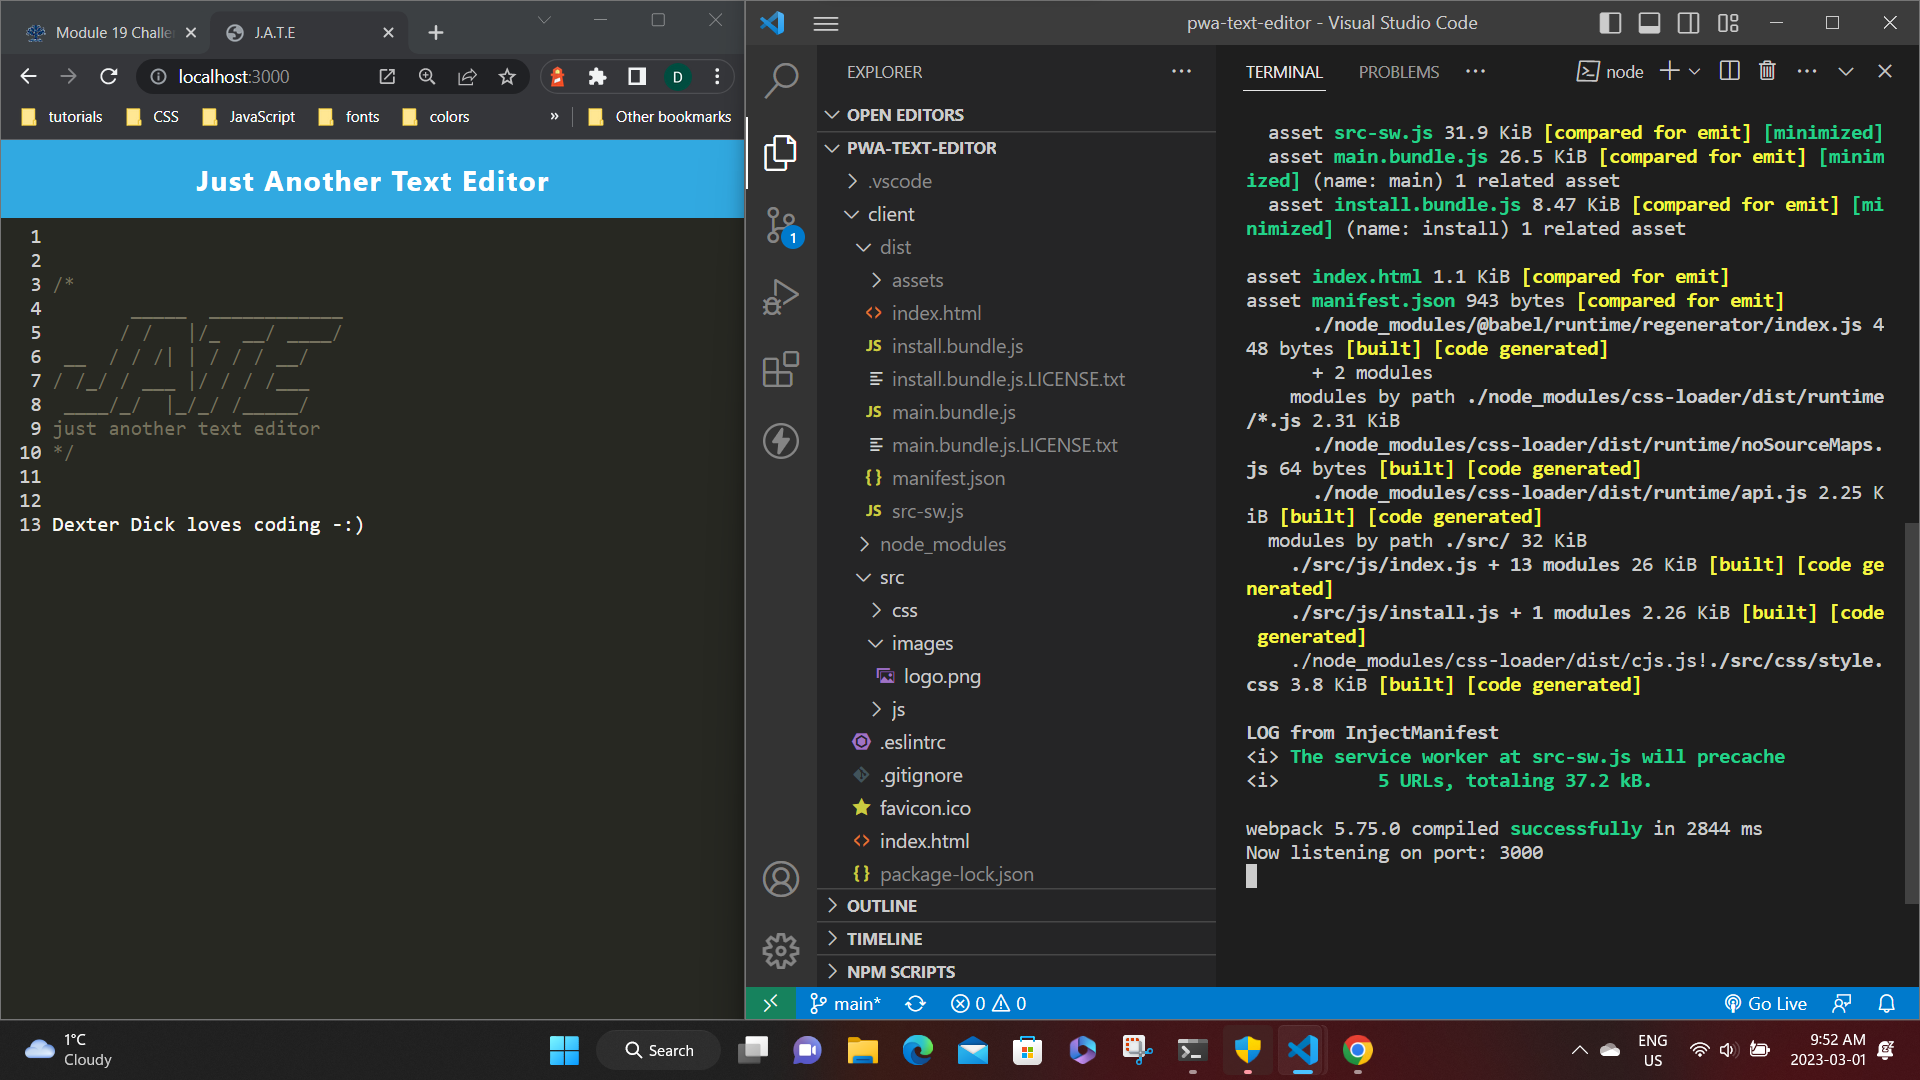 Module 19 Challe
J.A.T.E
localhost:3000
D
tutorials
CSS
JavaScript
fonts
colors
»
Other bookmarks
Just Another Text Editor
1
2
3 /*
4      _____  ____________
5      / /   |/_  __/ ____/
6  __  / / /| | / / / __/
7 / /_/ / ___ |/ / / /___
8  ____/_/  |_/_/ /_____/
9 just another text editor
10 */
11
12
13 Dexter Dick loves coding -:)
pwa-text-editor - Visual Studio Code
1
EXPLORER
OPEN EDITORS
PWA-TEXT-EDITOR
.vscode
client
dist
assets
index.html
JS install.bundle.js
install.bundle.js.LICENSE.txt
JS main.bundle.js
main.bundle.js.LICENSE.txt
{} manifest.json
JS src-sw.js
node_modules
src
css
images
logo.png
js
.eslintrc
.gitignore
favicon.ico
index.html
{} package-lock.json
OUTLINE
TIMELINE
NPM SCRIPTS
TERMINAL
PROBLEMS
node
asset src-sw.js 31.9 KiB [compared for emit] [minimized]
asset main.bundle.js 26.5 KiB [compared for emit] [minim
ized] (name: main) 1 related asset
asset install.bundle.js 8.47 KiB [compared for emit] [mi
nimized] (name: install) 1 related asset
asset index.html 1.1 KiB [compared for emit]
asset manifest.json 943 bytes [compared for emit]
./node_modules/@babel/runtime/regenerator/index.js 4
48 bytes [built] [code generated]
+ 2 modules
modules by path ./node_modules/css-loader/dist/runtime
/*.js 2.31 KiB
./node_modules/css-loader/dist/runtime/noSourceMaps.
js 64 bytes [built] [code generated]
./node_modules/css-loader/dist/runtime/api.js 2.25 K
iB [built] [code generated]
modules by path ./src/ 32 KiB
./src/js/index.js + 13 modules 26 KiB [built] [code ge
nerated]
./src/js/install.js + 1 modules 2.26 KiB [built] [code
generated]
./node_modules/css-loader/dist/cjs.js!./src/css/style.
css 3.8 KiB [built] [code generated]
LOG from InjectManifest
<i> The service worker at src-sw.js will precache
<i>         5 URLs, totaling 37.2 kB.
webpack 5.75.0 compiled successfully in 2844 ms
Now listening on port: 3000
main*
0
0
Go Live
1°C
Cloudy
Search
ENG
US
9:52 AM
2023-03-01